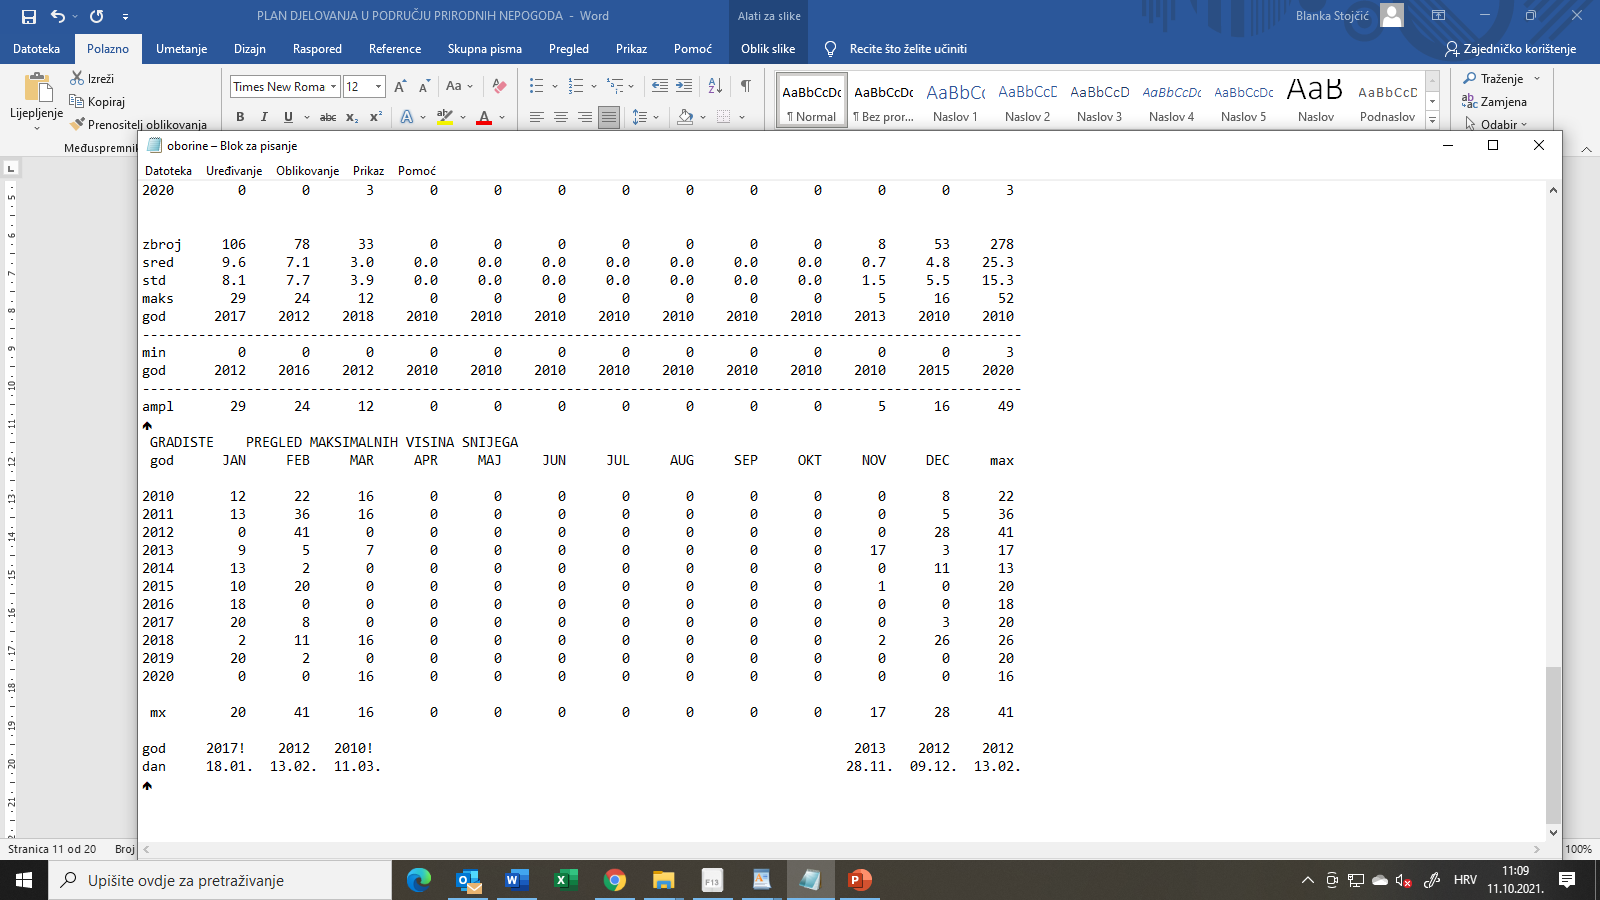 PLAN DJELOVANJA U PODRUČJU PRIRODNIH NEPOGODA - Word
Alati za slike
Blanka Stojčić
Datoteka Polazno Umetanje Dizajn Raspored Reference Skupna pisma Pregled Prikaz Pomoć Oblik slike Recite što želite učiniti Zajedničko korištenje
Lijepljenje
Izreži
Kopiraj
Prenositelj oblikovanja
Times New Roma 12
AaBbCcDc AaBbCcDc AaBbCc AaBbCcD AaBbCcD AaBbCcDc AaBbCcDc AaB AaBbCcD
¶ Normal ¶ Bez pror... Naslov 1 Naslov 2 Naslov 3 Naslov 4 Naslov 5 Naslov Podnaslov
Traženje
Zamjena
Odabir
oborine – Blok za pisanje
Datoteka Uređivanje Oblikovanje Prikaz Pomoć
2020 0 0 3 0 0 0 0 0 0 0 0 0 3
zbroj 106 78 33 0 0 0 0 0 0 0 8 53 278
sred 9.6 7.1 3.0 0.0 0.0 0.0 0.0 0.0 0.0 0.0 0.7 4.8 25.3
std 8.1 7.7 3.9 0.0 0.0 0.0 0.0 0.0 0.0 0.0 1.5 5.5 15.3
maks 29 24 12 0 0 0 0 0 0 0 5 16 52
god 2017 2012 2018 2010 2010 2010 2010 2010 2010 2010 2013 2010 2010
min 0 0 0 0 0 0 0 0 0 0 0 0 3
god 2012 2016 2012 2010 2010 2010 2010 2010 2010 2010 2010 2015 2020
ampl 29 24 12 0 0 0 0 0 0 0 5 16 49
GRADISTE PREGLED MAKSIMALNIH VISINA SNIJEGA
god JAN FEB MAR APR MAJ JUN JUL AUG SEP OKT NOV DEC max
2010 12 22 16 0 0 0 0 0 0 0 0 8 22
2011 13 36 16 0 0 0 0 0 0 0 0 5 36
2012 0 41 0 0 0 0 0 0 0 0 0 28 41
2013 9 5 7 0 0 0 0 0 0 0 17 3 17
2014 13 2 0 0 0 0 0 0 0 0 0 11 13
2015 10 20 0 0 0 0 0 0 0 0 1 0 20
2016 18 0 0 0 0 0 0 0 0 0 0 0 18
2017 20 8 0 0 0 0 0 0 0 0 0 3 20
2018 2 11 16 0 0 0 0 0 0 0 2 26 26
2019 20 2 0 0 0 0 0 0 0 0 0 0 20
2020 0 0 16 0 0 0 0 0 0 0 0 0 16
mx 20 41 16 0 0 0 0 0 0 0 17 28 41
god 2017! 2012 2010! 2013 2012 2012
dan 18.01. 13.02. 11.03. 28.11. 09.12. 13.02.
Stranica 11 od 20 Broj
100%
Upišite ovdje za pretraživanje
HRV
11:09
11.10.2021.